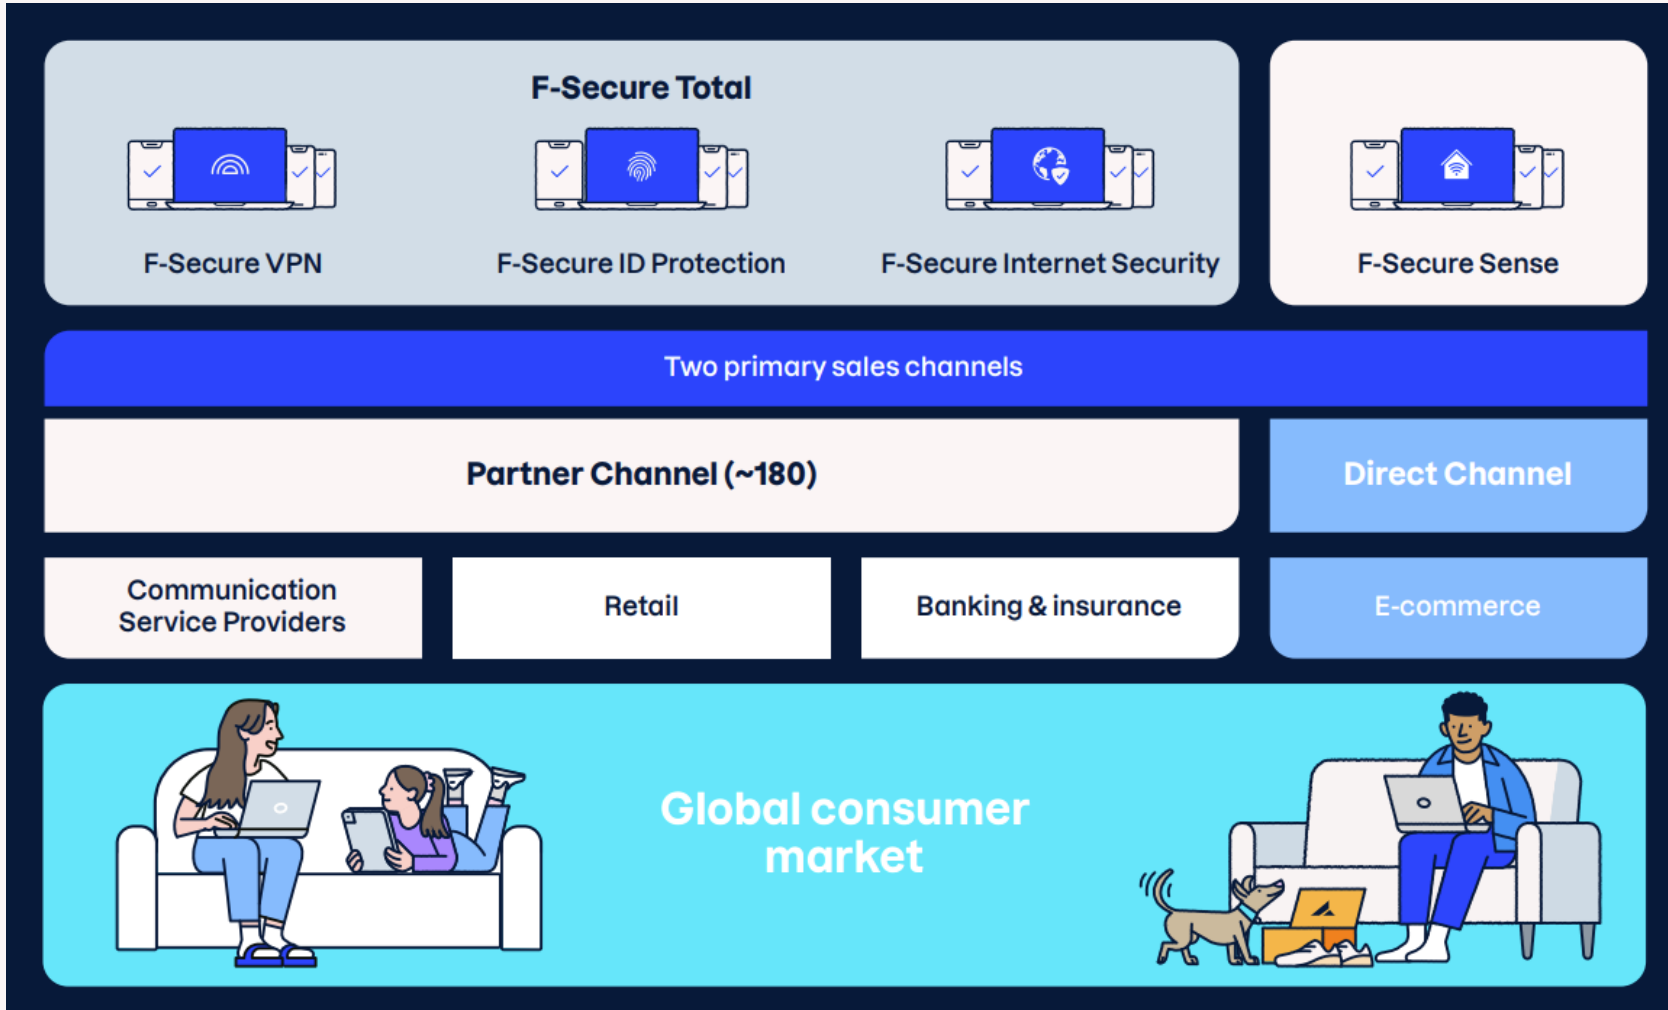 F-Secure Total
F-Secure VPN
F-Secure ID Protection
F-Secure Internet Security
F-Secure Sense
Two primary sales channels
Partner Channel (~180)
Direct Channel
Communication
Service Providers
Retail
Banking & insurance
E-commerce
Global consumer
market